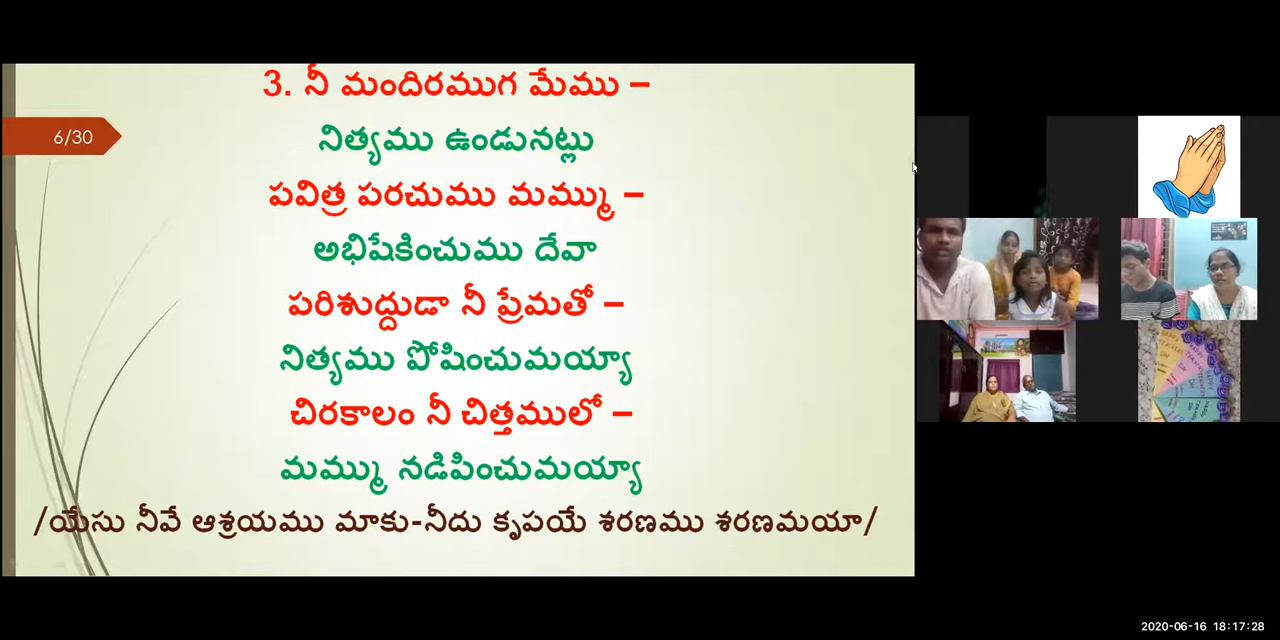 3. నీ మందిరముగ మేము –
6/30
నిత్యము ఉండునట్లు
పవిత్ర పరచుము మమ్ము –
అభిషేకించుము దేవా
పరిశుద్దుడా నీ ప్రేమతో –
నిత్యము పోషించుమయ్యా
చిరకాలం నీ చిత్తములో –
మమ్ము నడిపించుమయ్యా
/యేసు నీవే ఆశ్రయము మాకు-నీదు కృపయే శరణము శరణమయా/
2020-06-16 18:17:28